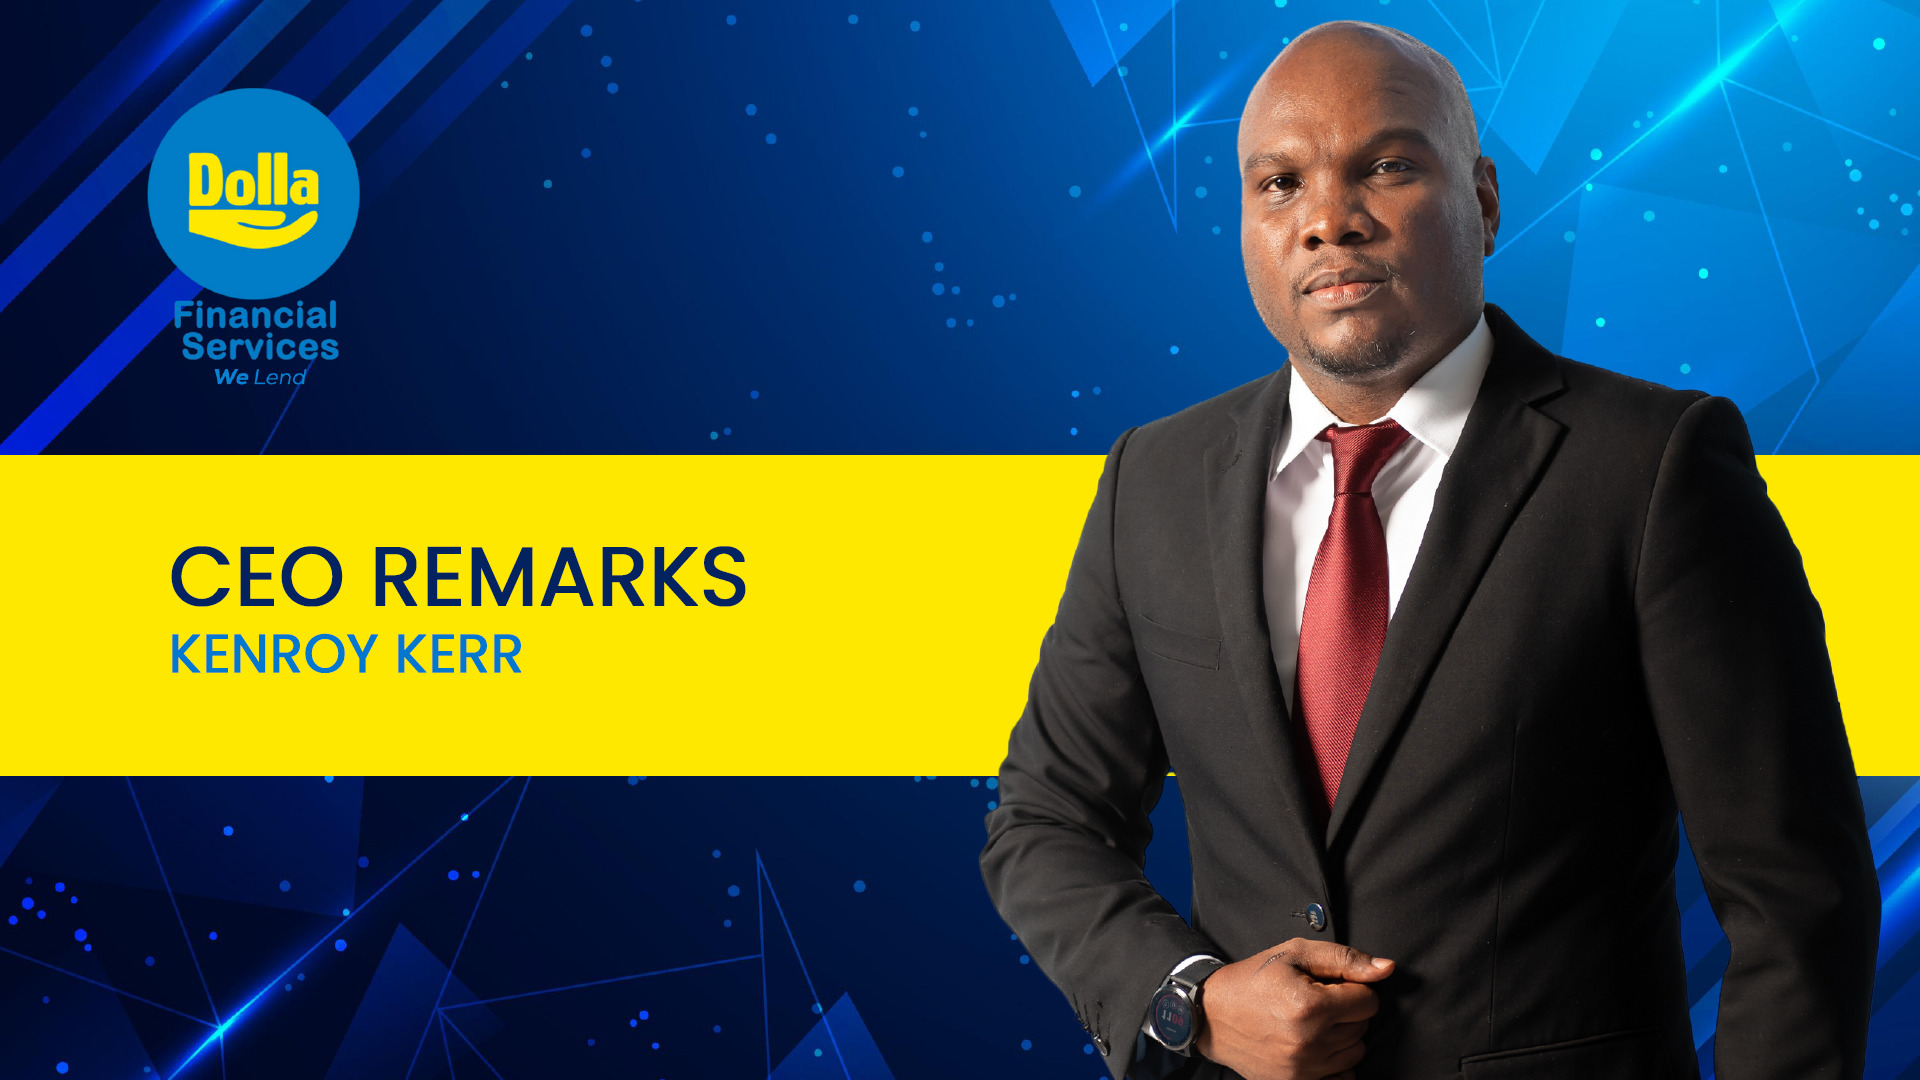 Dolla
Financial
Services
We Lend
CEO REMARKS
KENROY KERR